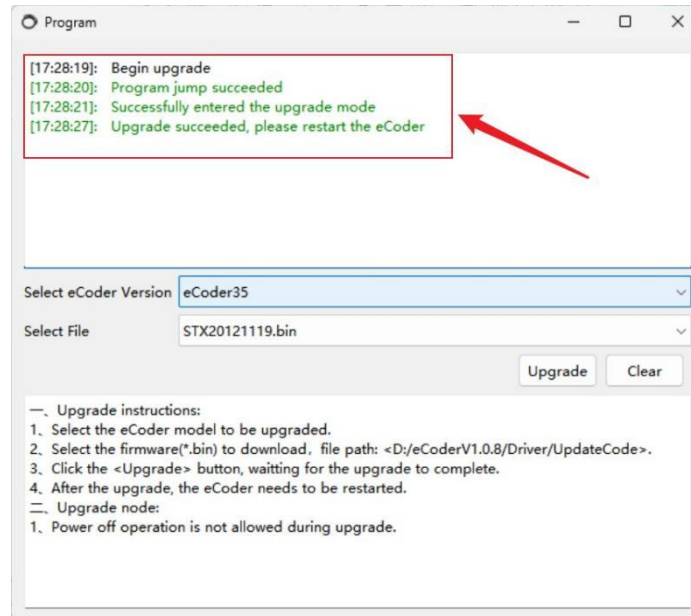 Program
[17:28:19]: Begin upgrade
[17:28:20]: Program jump succeeded
[17:28:21]: Successfully entered the upgrade mode
[17:28:27]: Upgrade succeeded, please restart the eCoder
Select eCoder Version eCoder35
Select File STX20121119.bin
Upgrade Clear
一、Upgrade instructions:
1、Select the eCoder model to be upgraded.
2、Select the firmware(*.bin) to download，file path: <D:/eCoderV1.0.8/Driver/UpdateCode>.
3、Click the <Upgrade> button, waitting for the upgrade to complete.
4、After the upgrade, the eCoder needs to be restarted.
二、Upgrade node:
1、Power off operation is not allowed during upgrade.